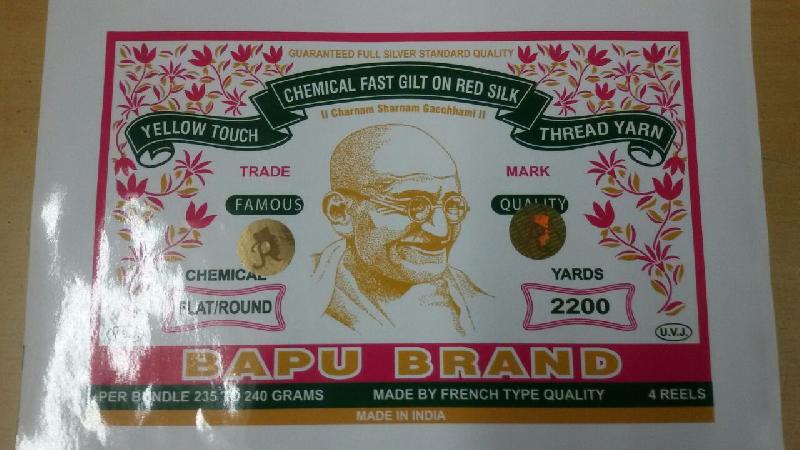 GUARANTEED FULL SILVER STANDARD QUALITY
CHEMICAL FAST GILT ON RED SILK
II Charnam Sharnam Gacchhami II
YELLOW TOUCH
THREAD YARN
TRADE MARK
FAMOUS QUALITY
CHEMICAL YARDS
FLAT/ROUND 2200
U.V.J.
BAPU BRAND
PER BUNDLE 235 TO 240 GRAMS MADE BY FRENCH TYPE QUALITY 4 REELS
MADE IN INDIA